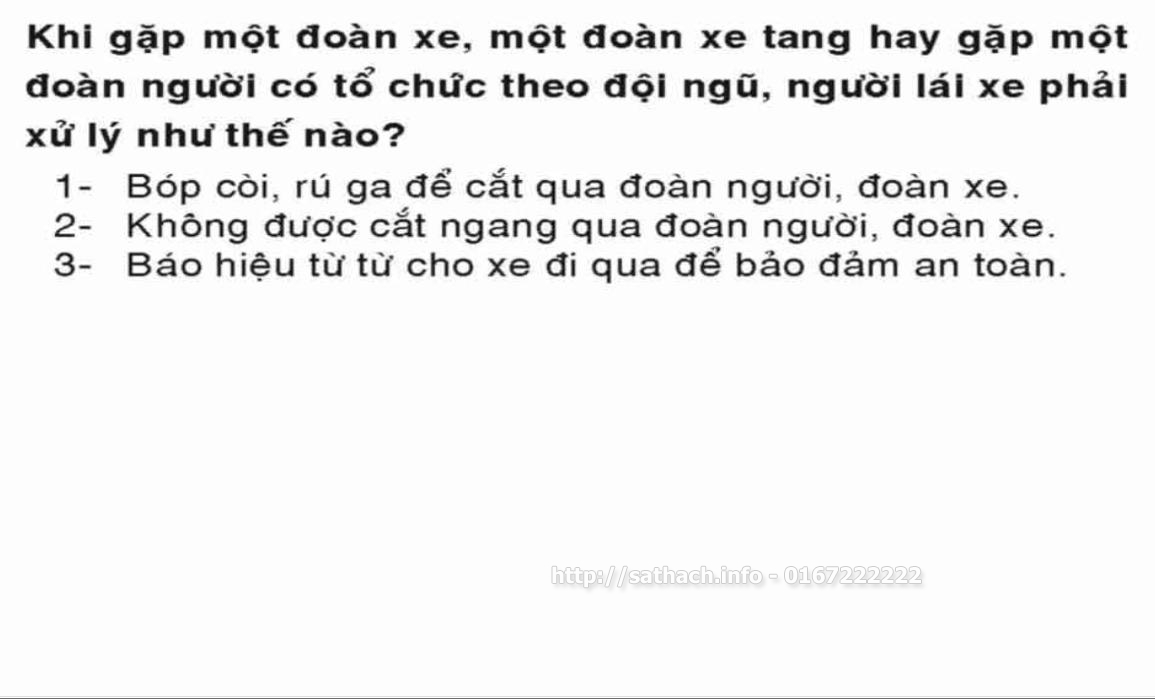 Khi gặp một đoàn xe, một đoàn xe tang hay gặp một
đoàn người có tổ chức theo đội ngũ, người lái xe phải
xử lý như thế nào?
1- Bóp còi, rú ga để cắt qua đoàn người, đoàn xe.
2- Không được cắt ngang qua đoàn người, đoàn xe.
3- Báo hiệu từ từ cho xe đi qua để bảo đảm an toàn.
http://sathach.info - 0167222222